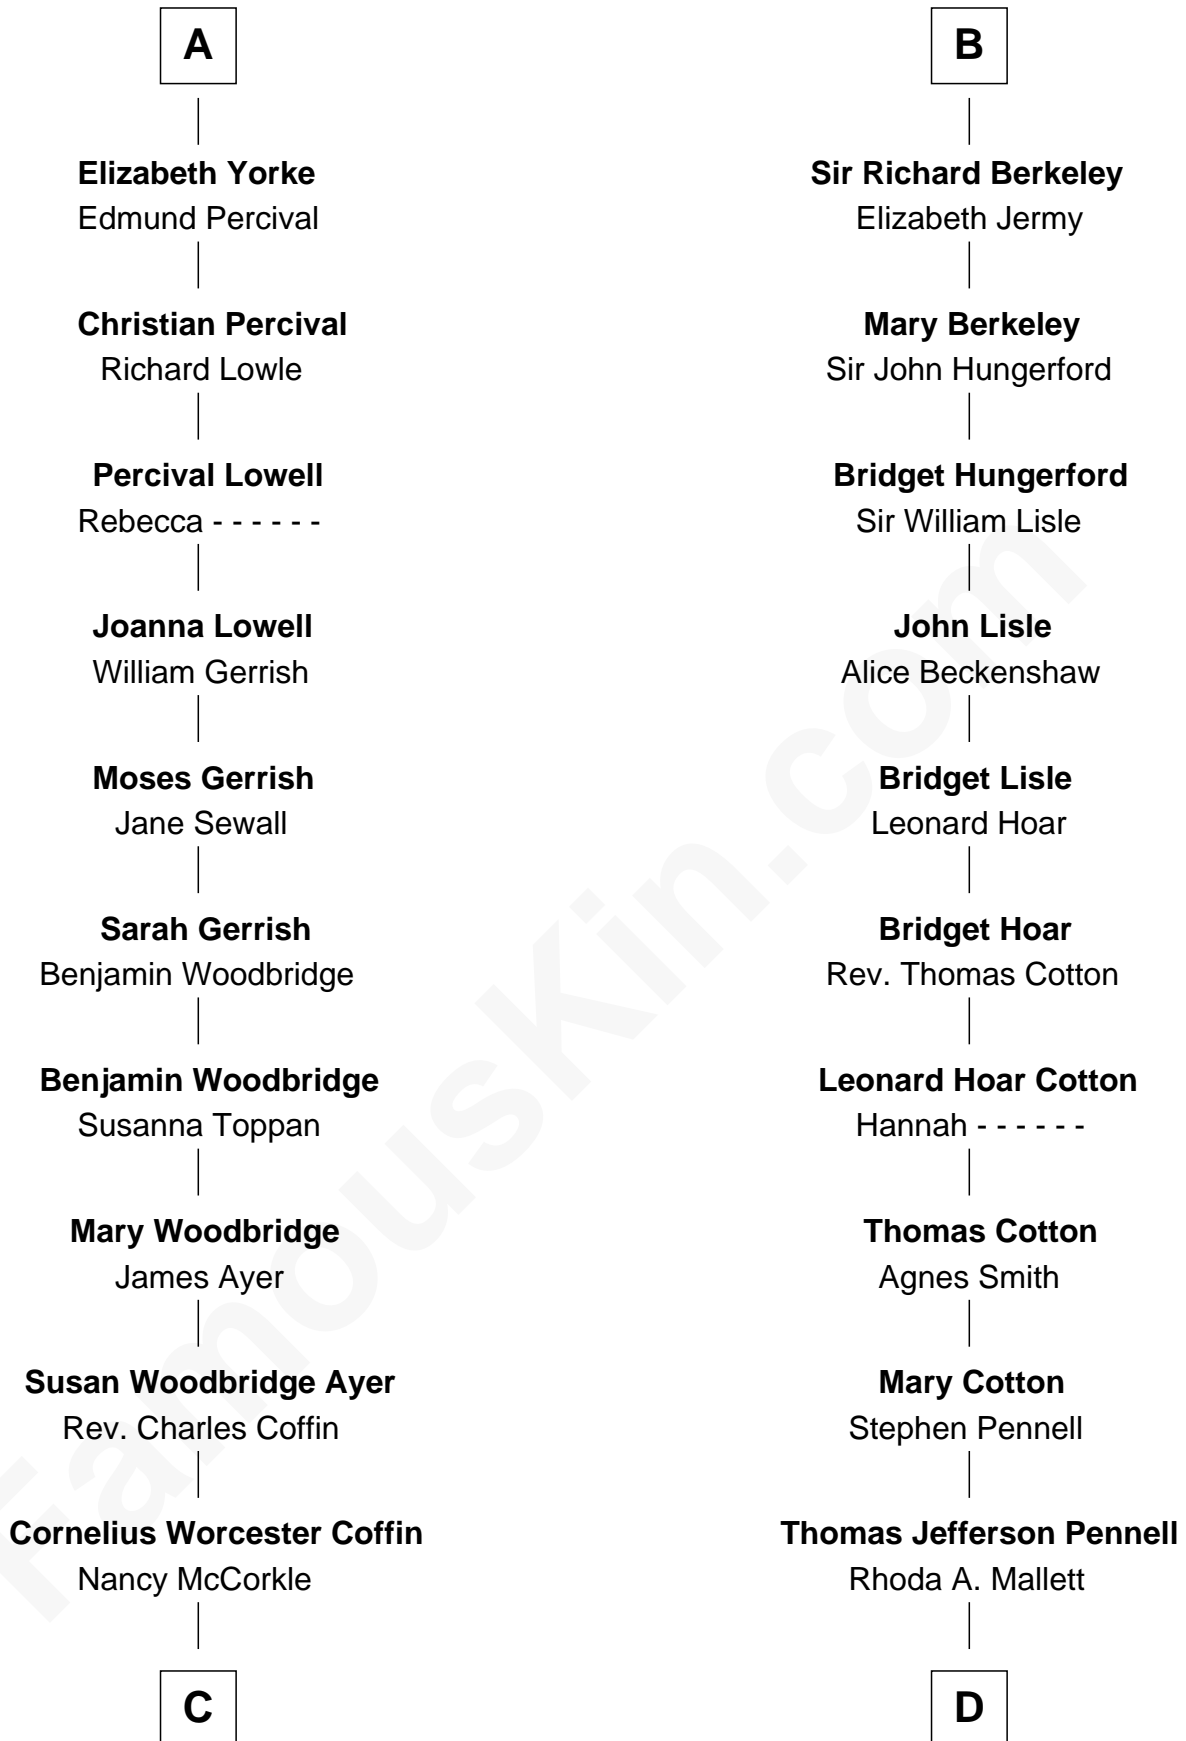 A
Elizabeth Yorke
Edmund Percival
Christian Percival
Richard Lowle
Percival Lowell
Rebecca - - - - - -
Joanna Lowell
William Gerrish
Moses Gerrish
Jane Sewall
Sarah Gerrish
Benjamin Woodbridge
Benjamin Woodbridge
Susanna Toppan
Mary Woodbridge
James Ayer
Susan Woodbridge Ayer
Rev. Charles Coffin
Cornelius Worcester Coffin
Nancy McCorkle
C
B
Sir Richard Berkeley
Elizabeth Jermy
Mary Berkeley
Sir John Hungerford
Bridget Hungerford
Sir William Lisle
John Lisle
Alice Beckenshaw
Bridget Lisle
Leonard Hoar
Bridget Hoar
Rev. Thomas Cotton
Leonard Hoar Cotton
Hannah - - - - - -
Thomas Cotton
Agnes Smith
Mary Cotton
Stephen Pennell
Thomas Jefferson Pennell
Rhoda A. Mallett
D
FamousKin.com